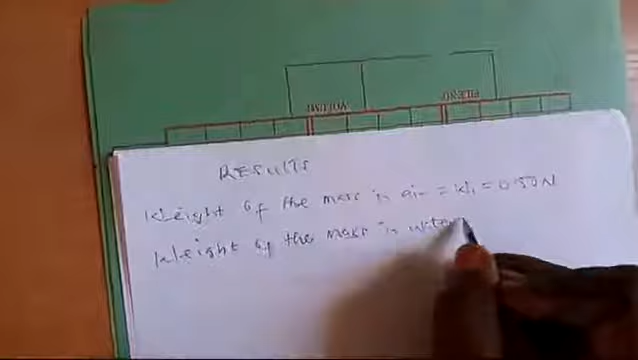 RESULTS
Weight of the mass in air = W1 = 0.50N
Weight of the mass in water